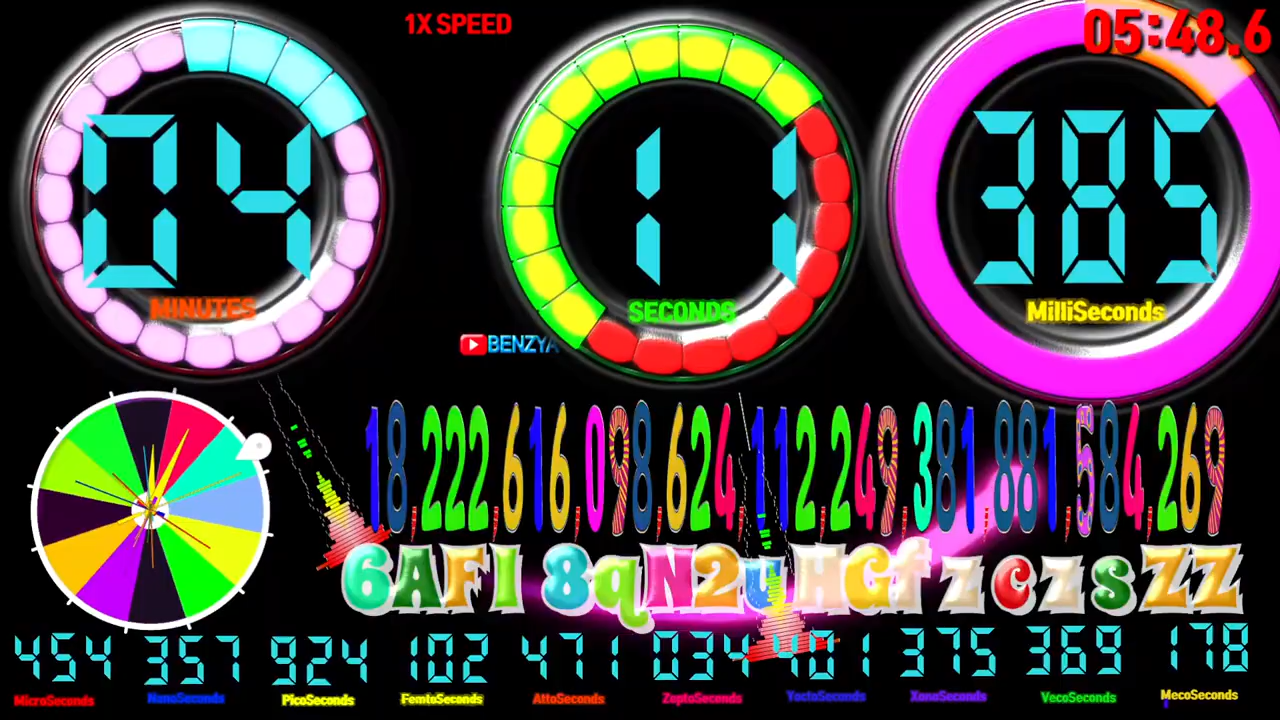 1X SPEED
05:48.6
04
11
385
MINUTES
SECONDS
MilliSeconds
BENZYA
18,222,616,098,624,112,249,381,881,584,269
6AFl 8qN2uHGf zczsZZ
454 357 924 102 471 034 401 375 369 178
MicroSeconds NanoSeconds PicoSeconds FemtoSeconds AttoSeconds ZeptoSeconds YoctoSeconds XonaSeconds VecoSeconds MecoSeconds